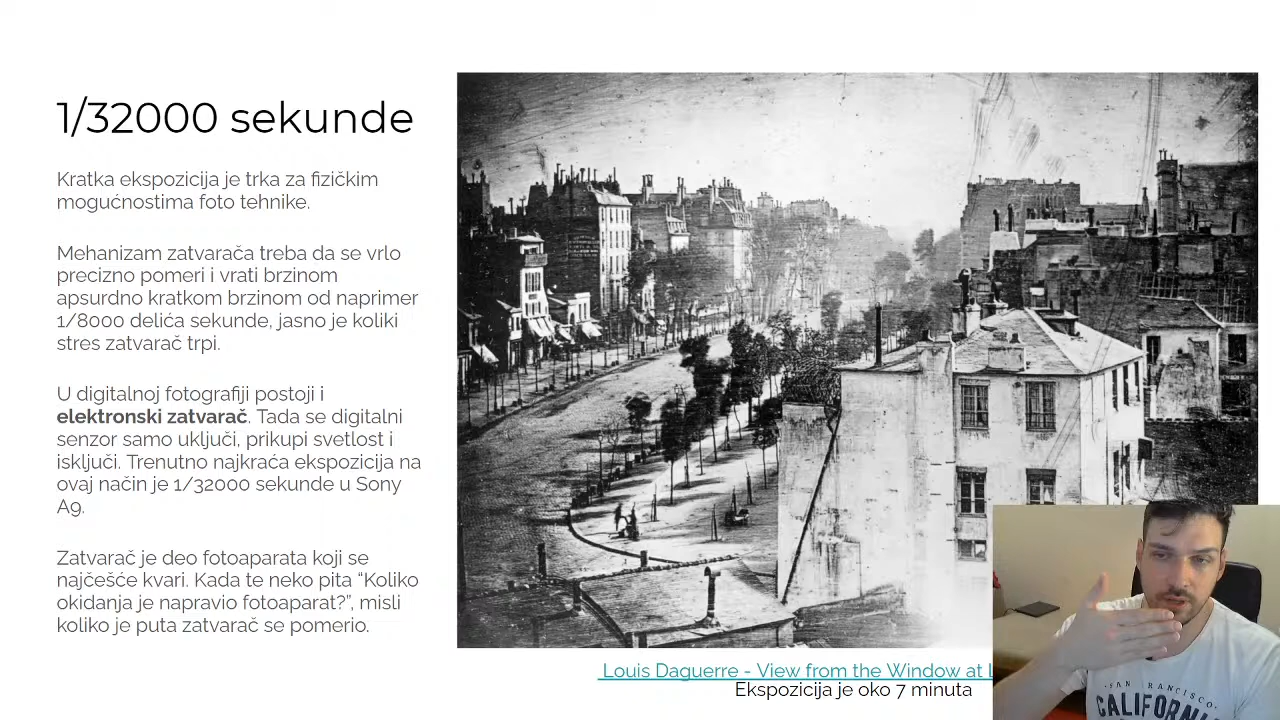 1/32000 sekunde
Kratka ekspozicija je trka za fizičkim
mogućnostima foto tehnike.
Mehanizam zatvarača treba da se vrlo
precizno pomeri i vrati brzinom
apsurdno kratkom brzinom od naprimer
1/8000 delića sekunde, jasno je koliki
stres zatvarač trpi.
U digitalnoj fotografiji postoji i
elektronski zatvarač. Tada se digitalni
senzor samo uključi, prikupi svetlost i
isključi. Trenutno najkraća ekspozicija na
ovaj način je 1/32000 sekunde u Sony
A9.
Zatvarač je deo fotoaparata koji se
najčešće kvari. Kada te neko pita “Koliko
okidanja je napravio fotoaparat?”, misli
koliko je puta zatvarač se pomerio.
Louis Daguerre - View from the Window at
Ekspozicija je oko 7 minuta
SAN FRANCISCO
CALIFORNIA